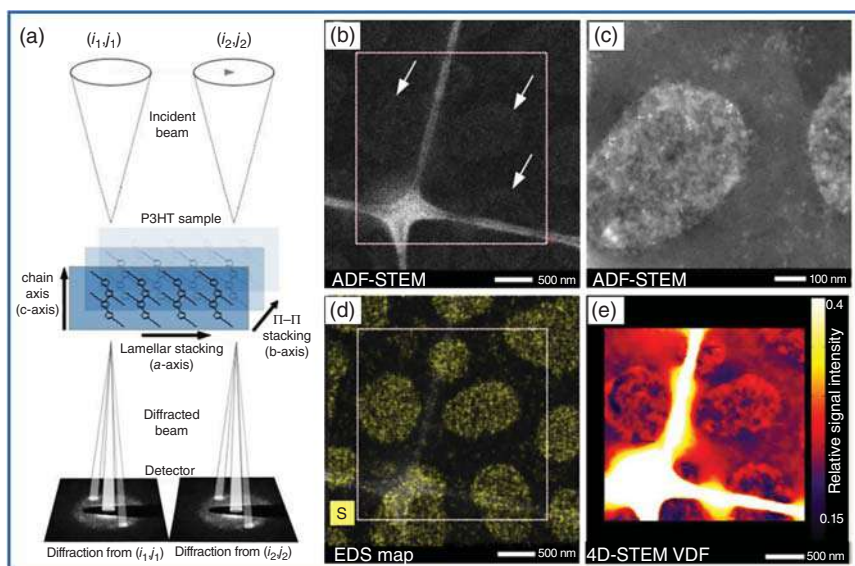 (a)
(i₁,j₁)
(i₂,j₂)
Incident
beam
P3HT sample
chain
axis
(c-axis)
Π–Π
stacking
(b-axis)
Lamellar stacking
(a-axis)
Diffracted
beam
Detector
Diffraction from (i₁,j₁)
Diffraction from (i₂,j₂)
(b)
ADF-STEM
500 nm
(c)
ADF-STEM
100 nm
(d)
S
EDS map
500 nm
(e)
0.4
Relative signal intensity
0.15
4D-STEM VDF
500 nm